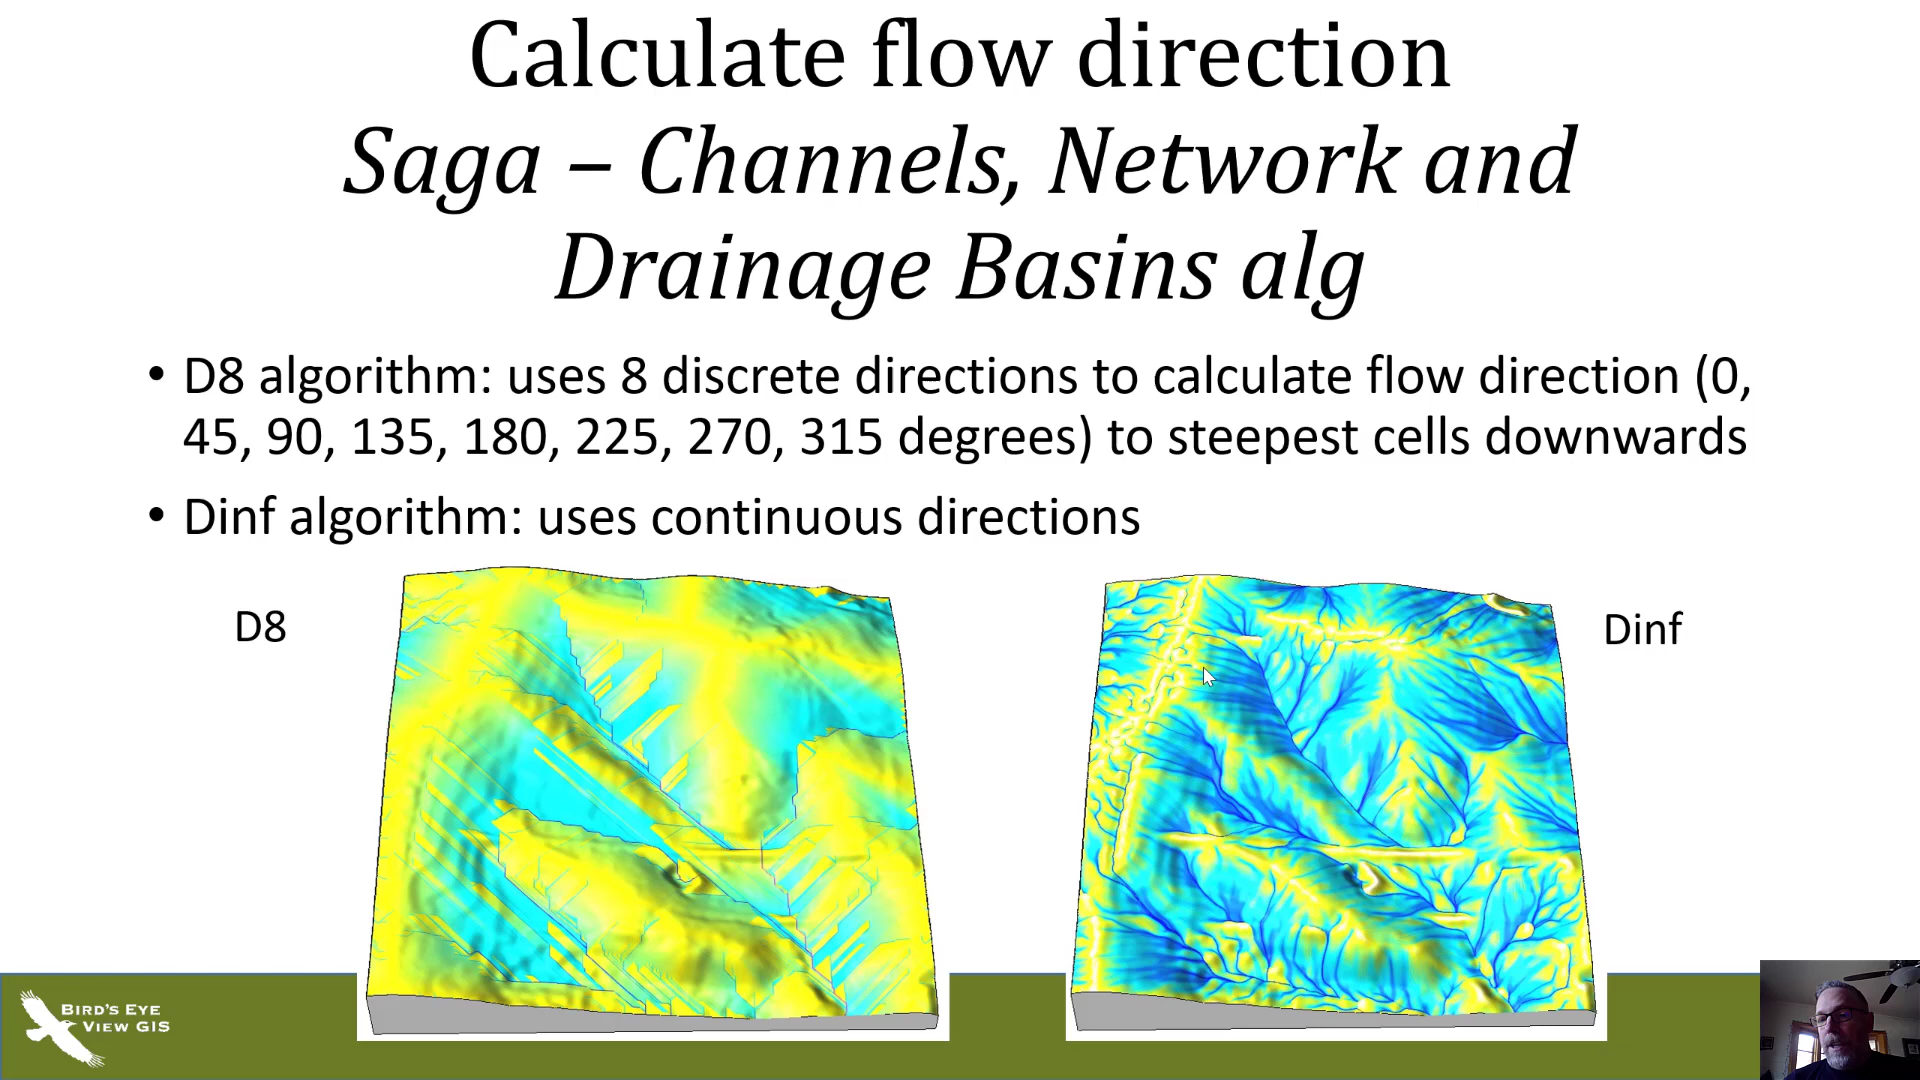 Calculate flow direction
Saga – Channels, Network and
Drainage Basins alg
• D8 algorithm: uses 8 discrete directions to calculate flow direction (0,
45, 90, 135, 180, 225, 270, 315 degrees) to steepest cells downwards
• Dinf algorithm: uses continuous directions
D8
Dinf
BIRD'S EYE
VIEW GIS